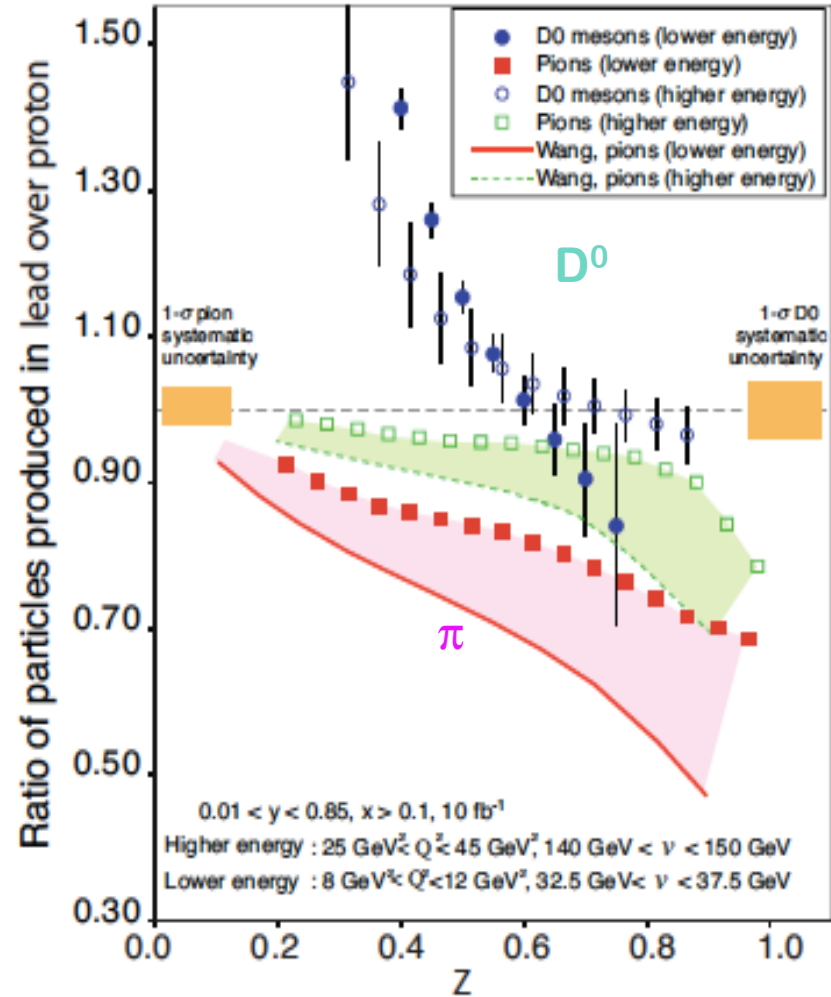 Ratio of particles produced in lead over proton
1.50
1.30
1.10
0.90
0.70
0.50
0.30
D0 mesons (lower energy)
Pions (lower energy)
D0 mesons (higher energy)
Pions (higher energy)
Wang, pions (lower energy)
Wang, pions (higher energy)
D⁰
1-σ pion
systematic
uncertainty
1-σ D0
systematic
uncertainty
π
0.01 < y < 0.85, x > 0.1, 10 fb⁻¹
Higher energy : 25 GeV²< Q²< 45 GeV², 140 GeV < ν < 150 GeV
Lower energy : 8 GeV²< Q²<12 GeV², 32.5 GeV< ν < 37.5 GeV
0.0 0.2 0.4 0.6 0.8 1.0
Z